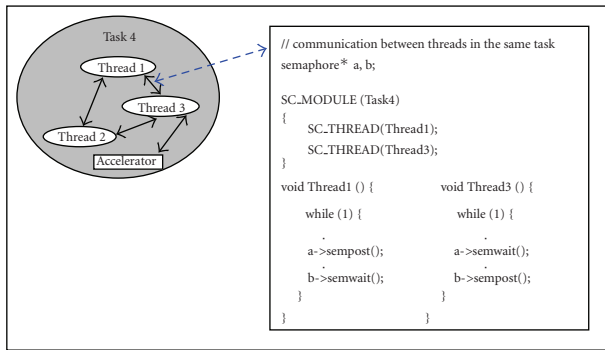 Task 4
Thread 1
Thread 3
Thread 2
Accelerator
// communication between threads in the same task
semaphore* a, b;
SC_MODULE (Task4)
{
SC_THREAD(Thread1);
SC_THREAD(Thread3);
}
void Thread1 () {
while (1) {
.
a->sempost();
.
b->semwait();
}
}
void Thread3 () {
while (1) {
.
a->semwait();
.
b->sempost();
}
}